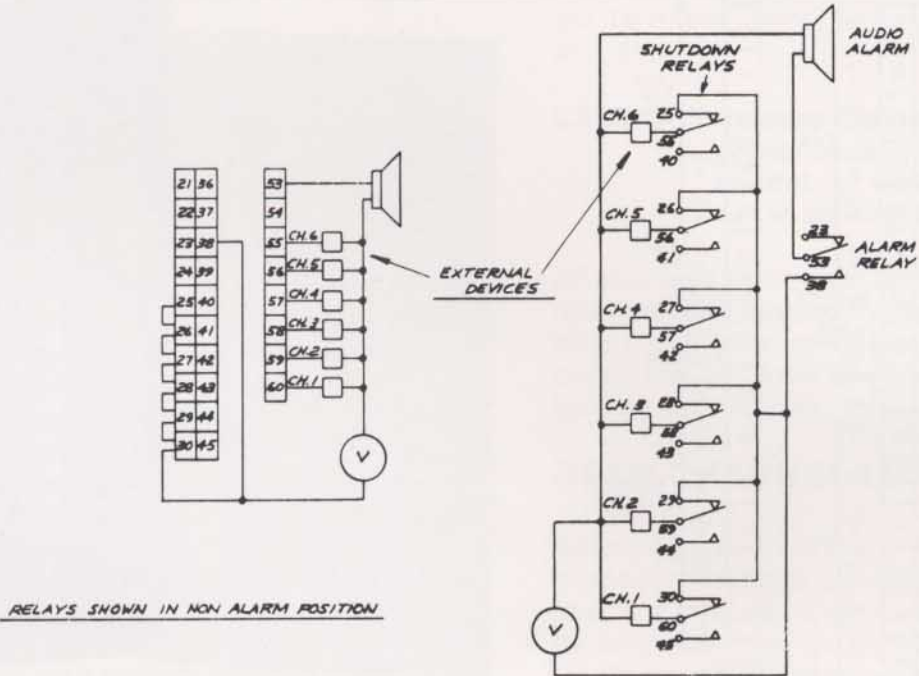 AUDIO
ALARM
SHUTDOWN
RELAYS
CH.6
25
55
40
21 36
22 37
23 38
24 39
25 40
26 41
27 42
28 43
29 44
30 45
53
54
55 CH.6
56 CH.5
57 CH.4
58 CH.3
59 CH.2
60 CH.1
V
EXTERNAL
DEVICES
CH.5
26
56
41
23
53
38
ALARM
RELAY
CH.4
27
57
42
CH.3
28
58
43
CH.2
29
59
44
CH.1
30
60
45
V
RELAYS SHOWN IN NON ALARM POSITION